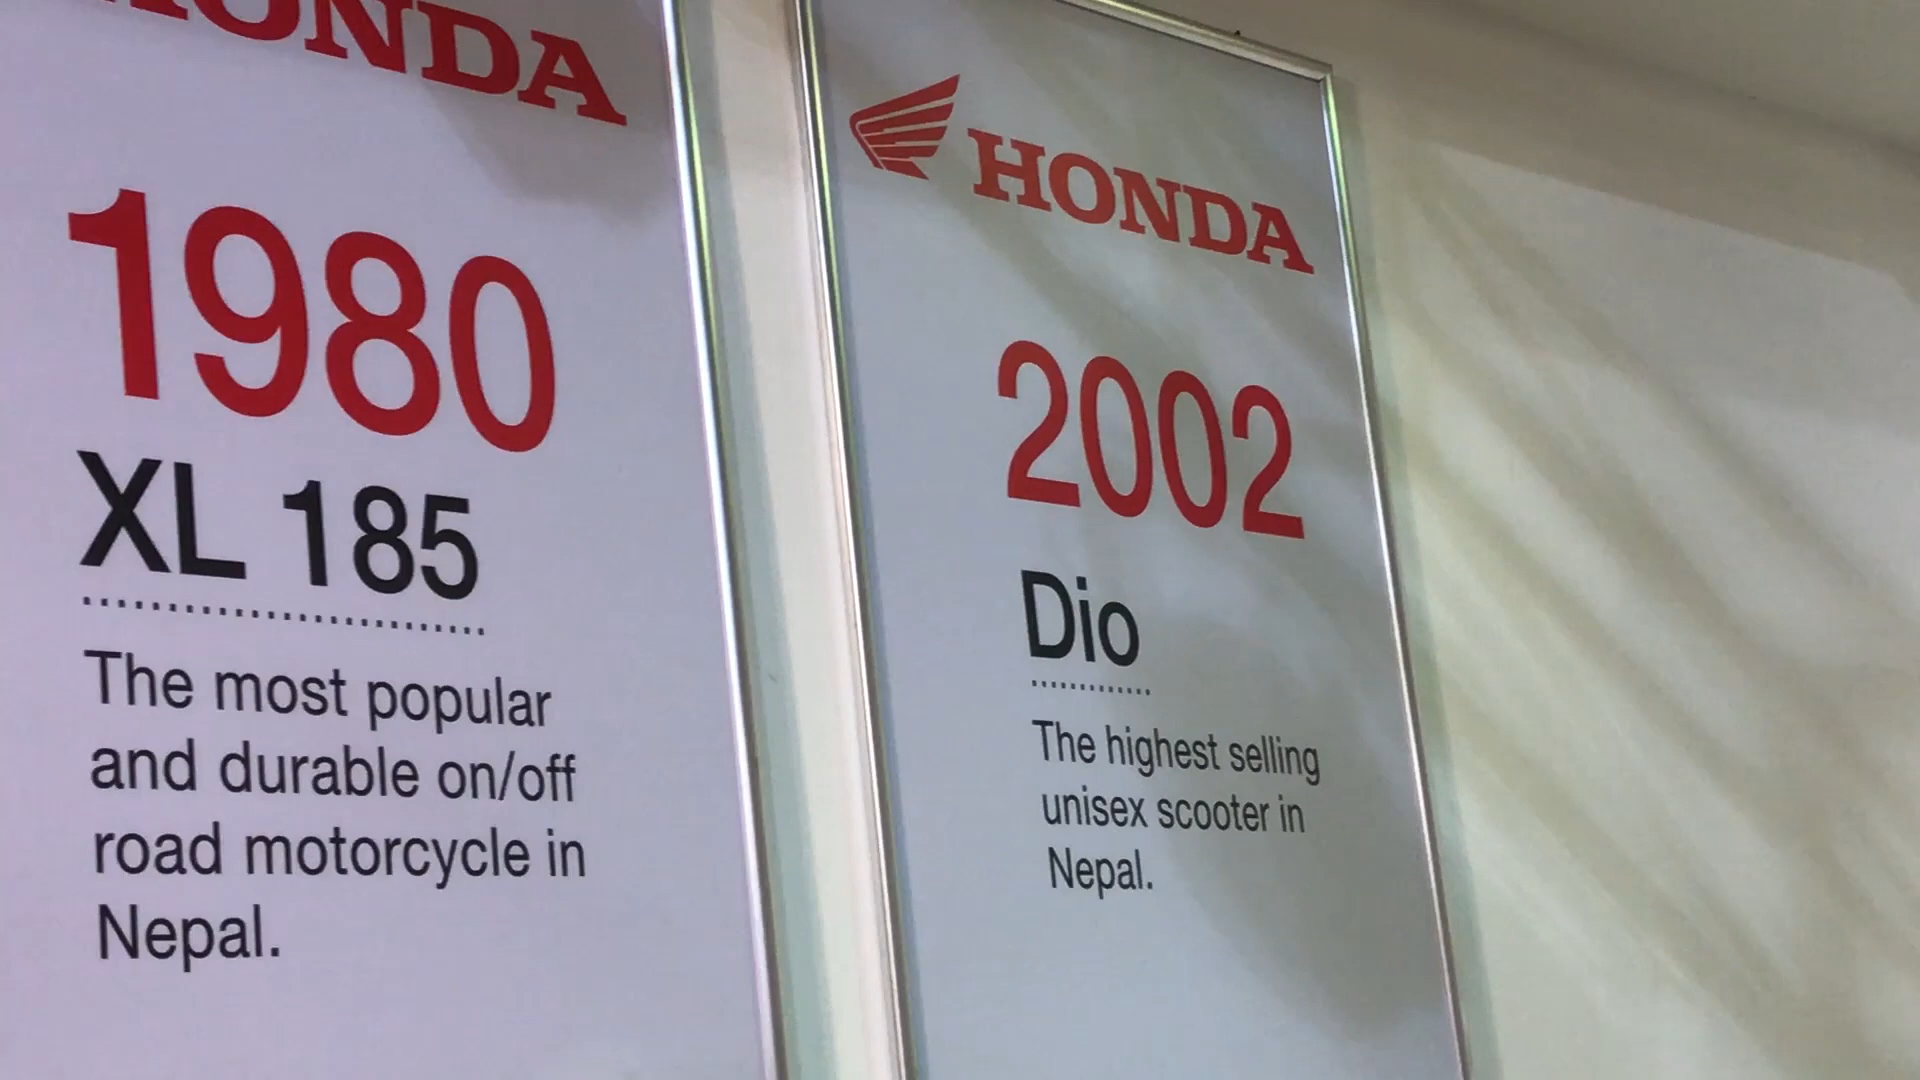 HONDA
1980
XL 185
The most popular
and durable on/off
road motorcycle in
Nepal.
HONDA
2002
Dio
The highest selling
unisex scooter in
Nepal.